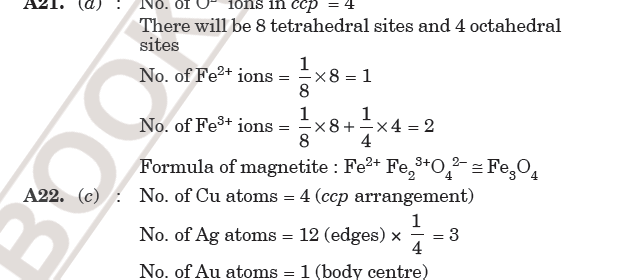 A21. (d) : No. of O²⁻ ions in ccp = 4
There will be 8 tetrahedral sites and 4 octahedral
sites
No. of Fe²⁺ ions = 1/8 × 8 = 1
No. of Fe³⁺ ions = 1/8 × 8 + 1/4 × 4 = 2
Formula of magnetite : Fe²⁺ Fe₂³⁺O₄²⁻ ≅ Fe₃O₄
A22. (c) : No. of Cu atoms = 4 (ccp arrangement)
No. of Ag atoms = 12 (edges) × 1/4 = 3
No. of Au atoms = 1 (body centre)
BOOK